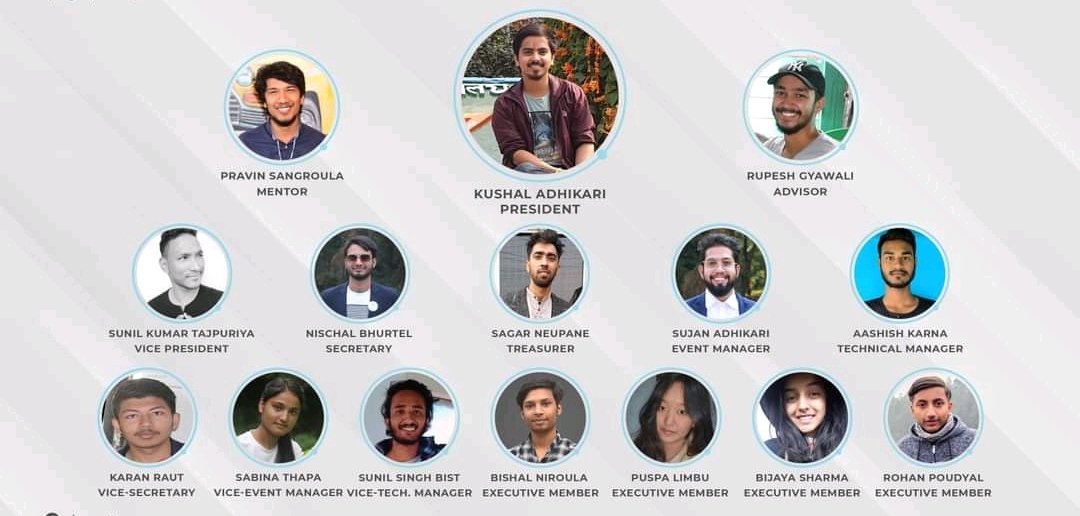 PRAVIN SANGROULA
MENTOR
KUSHAL ADHIKARI
PRESIDENT
RUPESH GYAWALI
ADVISOR
SUNIL KUMAR TAJPURIYA
VICE PRESIDENT
NISCHAL BHURTEL
SECRETARY
SAGAR NEUPANE
TREASURER
SUJAN ADHIKARI
EVENT MANAGER
AASHISH KARNA
TECHNICAL MANAGER
KARAN RAUT
VICE-SECRETARY
SABINA THAPA
VICE-EVENT MANAGER
SUNIL SINGH BIST
VICE-TECH. MANAGER
BISHAL NIROULA
EXECUTIVE MEMBER
PUSPA LIMBU
EXECUTIVE MEMBER
BIJAYA SHARMA
EXECUTIVE MEMBER
ROHAN POUDYAL
EXECUTIVE MEMBER